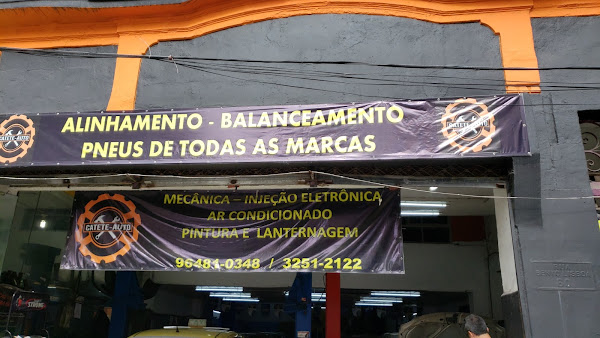 ALINHAMENTO - BALANCEAMENTO
PNEUS DE TODAS AS MARCAS
CATETE-AUTO
CATETE-AUTO
MECÂNICA – INJEÇÃO ELETRÔNICA
AR CONDICIONADO
PINTURA E LANTERNAGEM
96481-0348 / 3251-2122
CATETE-AUTO